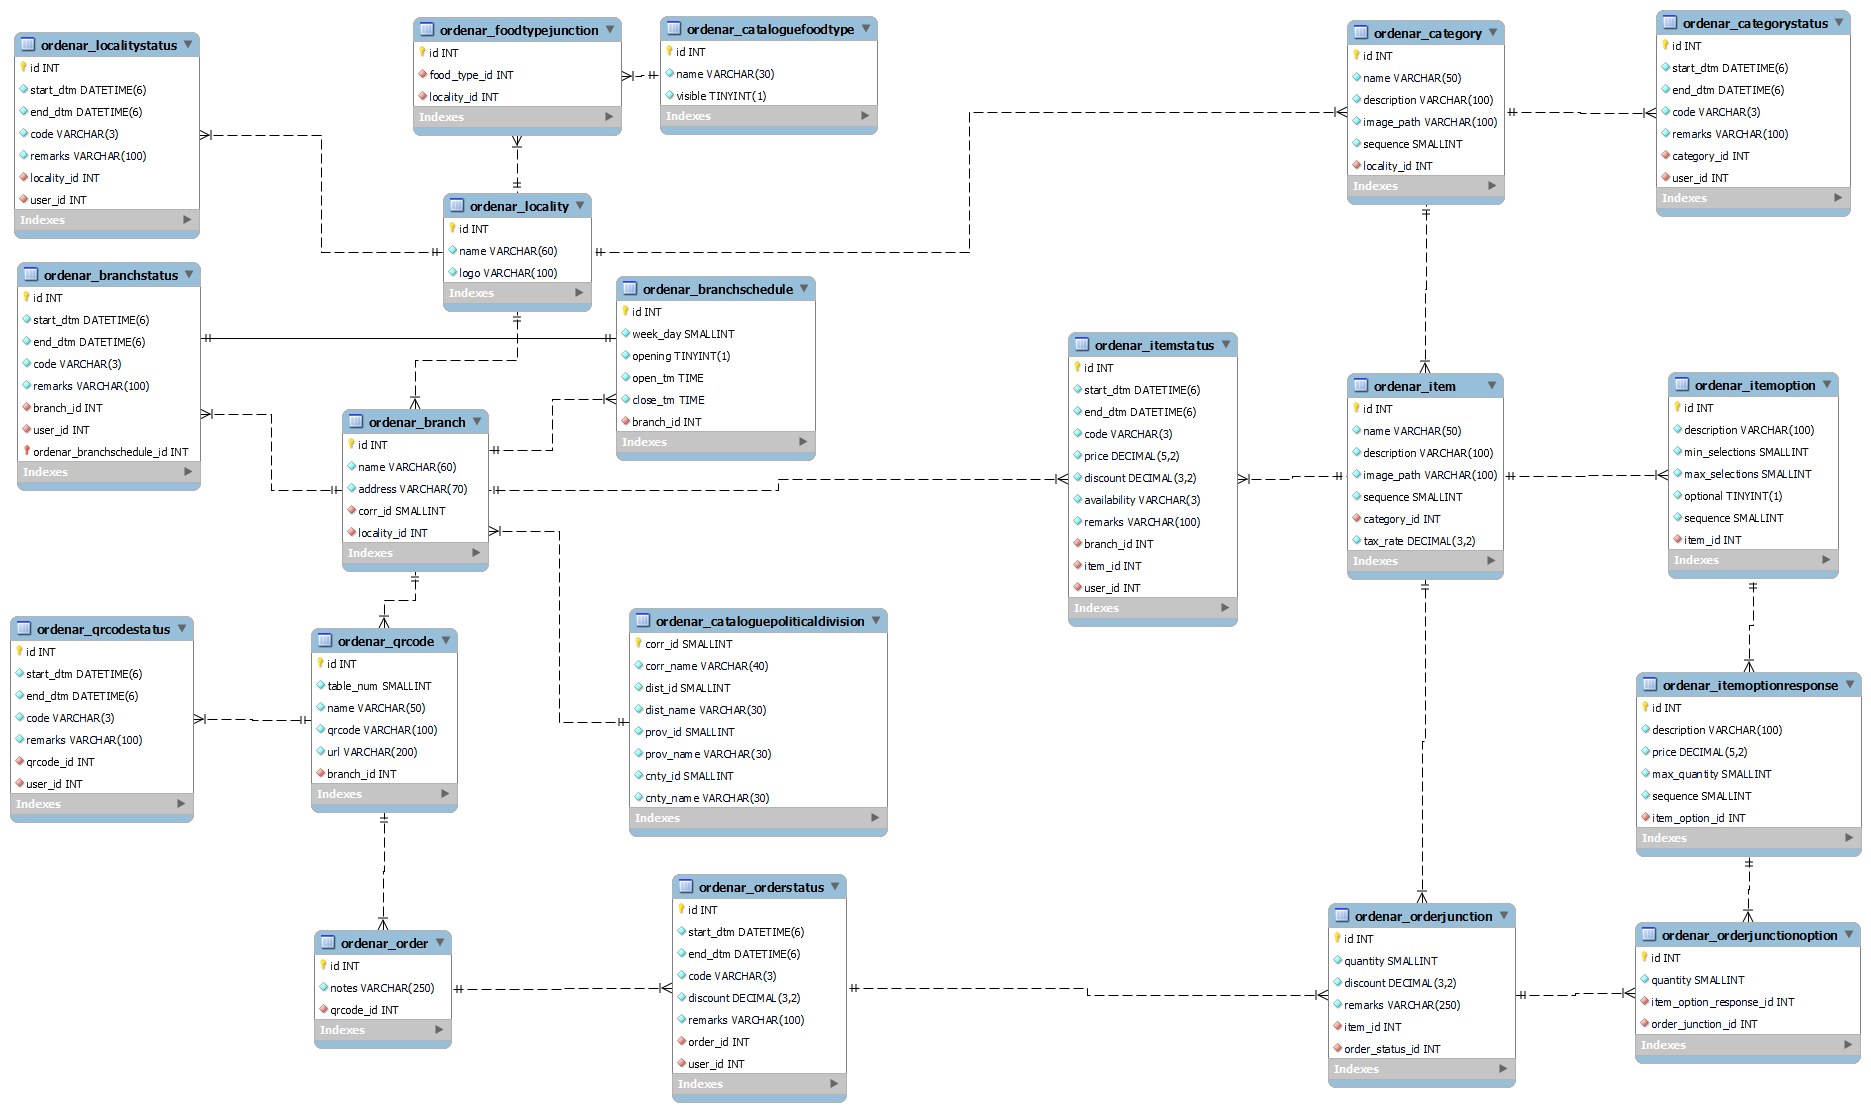 ordenar_localitystatus
id INT
start_dtm DATETIME(6)
end_dtm DATETIME(6)
code VARCHAR(3)
remarks VARCHAR(100)
locality_id INT
user_id INT
Indexes
ordenar_foodtypejunction
id INT
food_type_id INT
locality_id INT
Indexes
ordenar_cataloguefoodtype
id INT
name VARCHAR(30)
visible TINYINT(1)
Indexes
ordenar_category
id INT
name VARCHAR(50)
description VARCHAR(100)
image_path VARCHAR(100)
sequence SMALLINT
locality_id INT
Indexes
ordenar_categorystatus
id INT
start_dtm DATETIME(6)
end_dtm DATETIME(6)
code VARCHAR(3)
remarks VARCHAR(100)
category_id INT
user_id INT
Indexes
ordenar_locality
id INT
name VARCHAR(60)
logo VARCHAR(100)
Indexes
ordenar_branchstatus
id INT
start_dtm DATETIME(6)
end_dtm DATETIME(6)
code VARCHAR(3)
remarks VARCHAR(100)
branch_id INT
user_id INT
ordenar_branchschedule_id INT
Indexes
ordenar_branchschedule
id INT
week_day SMALLINT
opening TINYINT(1)
open_tm TIME
close_tm TIME
branch_id INT
Indexes
ordenar_branch
id INT
name VARCHAR(60)
address VARCHAR(70)
corr_id SMALLINT
locality_id INT
Indexes
ordenar_itemstatus
id INT
start_dtm DATETIME(6)
end_dtm DATETIME(6)
code VARCHAR(3)
price DECIMAL(5,2)
discount DECIMAL(3,2)
availability VARCHAR(3)
remarks VARCHAR(100)
branch_id INT
item_id INT
user_id INT
Indexes
ordenar_item
id INT
name VARCHAR(50)
description VARCHAR(100)
image_path VARCHAR(100)
sequence SMALLINT
category_id INT
tax_rate DECIMAL(3,2)
Indexes
ordenar_itemoption
id INT
description VARCHAR(100)
min_selections SMALLINT
max_selections SMALLINT
optional TINYINT(1)
sequence SMALLINT
item_id INT
Indexes
ordenar_qrcodestatus
id INT
start_dtm DATETIME(6)
end_dtm DATETIME(6)
code VARCHAR(3)
remarks VARCHAR(100)
qrcode_id INT
user_id INT
Indexes
ordenar_qrcode
id INT
table_num SMALLINT
name VARCHAR(50)
qrcode VARCHAR(100)
url VARCHAR(200)
branch_id INT
Indexes
ordenar_cataloguepoliticaldivision
corr_id SMALLINT
corr_name VARCHAR(40)
dist_id SMALLINT
dist_name VARCHAR(30)
prov_id SMALLINT
prov_name VARCHAR(30)
cnty_id SMALLINT
cnty_name VARCHAR(30)
Indexes
ordenar_itemoptionresponse
id INT
description VARCHAR(100)
price DECIMAL(5,2)
max_quantity SMALLINT
sequence SMALLINT
item_option_id INT
Indexes
ordenar_order
id INT
notes VARCHAR(250)
qrcode_id INT
Indexes
ordenar_orderstatus
id INT
start_dtm DATETIME(6)
end_dtm DATETIME(6)
code VARCHAR(3)
discount DECIMAL(3,2)
remarks VARCHAR(100)
order_id INT
user_id INT
Indexes
ordenar_orderjunction
id INT
quantity SMALLINT
discount DECIMAL(3,2)
remarks VARCHAR(250)
item_id INT
order_status_id INT
Indexes
ordenar_orderjunctionoption
id INT
quantity SMALLINT
item_option_response_id INT
order_junction_id INT
Indexes